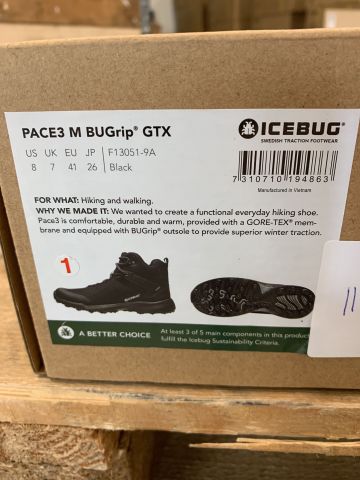 PACE3 M BUGrip® GTX
ICEBUG®
SWEDISH TRACTION FOOTWEAR
US UK EU JP F13051-9A
8 7 41 26 Black
7 310710 194863
Manufactured in Vietnam
FOR WHAT: Hiking and walking.
WHY WE MADE IT: We wanted to create a functional everyday hiking shoe.
Pace3 is comfortable, durable and warm, provided with a GORE-TEX® mem-
brane and equipped with BUGrip® outsole to provide superior winter traction.
1
11
A BETTER CHOICE
At least 3 of 5 main components in this product
fulfill the Icebug Sustainability Criteria.